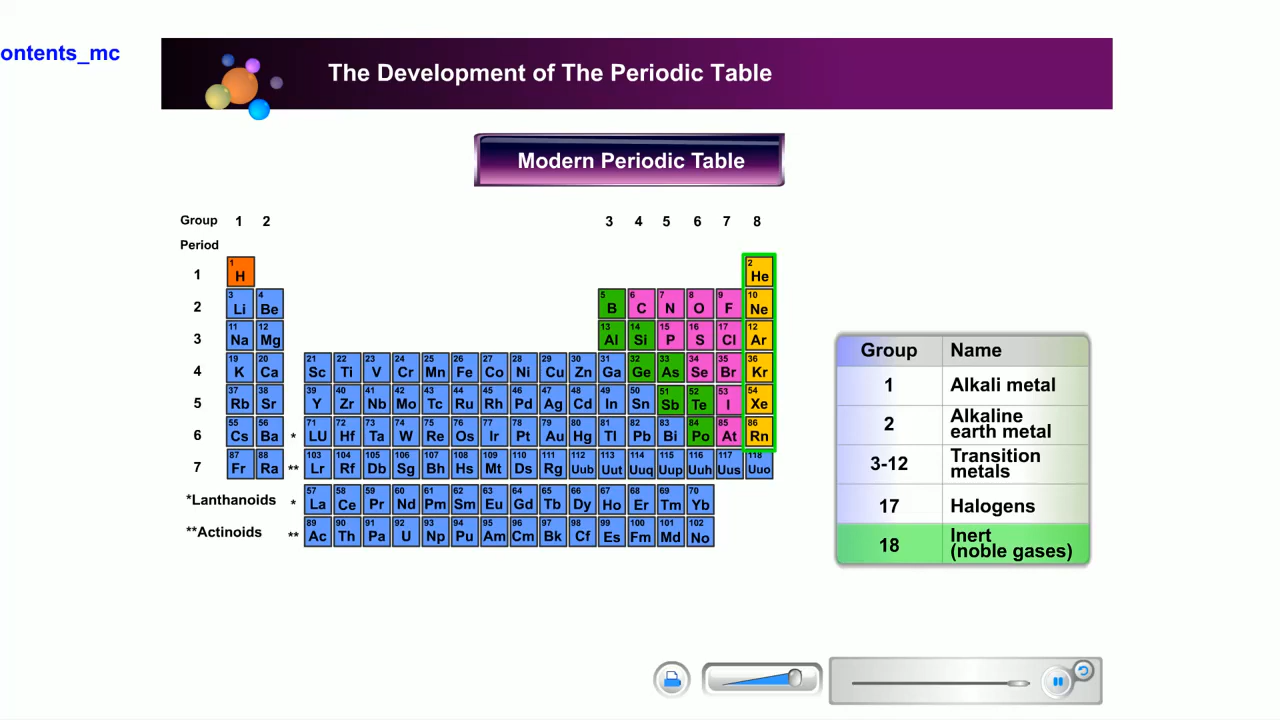 ontents_mc
The Development of The Periodic Table
Modern Periodic Table
Group 1 2 3 4 5 6 7 8
Period
1 1 H 2 He
2 3 Li 4 Be 5 B 6 C 7 N 8 O 9 F 10 Ne
3 11 Na 12 Mg 13 Al 14 Si 15 P 16 S 17 Cl 12 Ar
4 19 K 20 Ca 21 Sc 22 Ti 23 V 24 Cr 25 Mn 26 Fe 27 Co 28 Ni 29 Cu 30 Zn 31 Ga 32 Ge 33 As 34 Se 35 Br 36 Kr
5 37 Rb 38 Sr 39 Y 40 Zr 41 Nb 42 Mo 43 Tc 44 Ru 45 Rh 46 Pd 47 Ag 48 Cd 49 In 50 Sn 51 Sb 52 Te 53 I 54 Xe
6 55 Cs 56 Ba * 71 LU 72 Hf 73 Ta 74 W 75 Re 76 Os 77 Ir 78 Pt 79 Au 80 Hg 81 Tl 82 Pb 83 Bi 84 Po 85 At 86 Rn
7 87 Fr 88 Ra ** 103 Lr 104 Rf 105 Db 106 Sg 107 Bh 108 Hs 109 Mt 110 Ds 111 Rg 112 Uub 113 Uut 114 Uuq 115 Uup 116 Uuh 117 Uus 118 Uuo
*Lanthanoids * 57 La 58 Ce 59 Pr 60 Nd 61 Pm 62 Sm 63 Eu 64 Gd 65 Tb 66 Dy 67 Ho 68 Er 69 Tm 70 Yb
**Actinoids ** 89 Ac 90 Th 91 Pa 92 U 93 Np 94 Pu 95 Am 96 Cm 97 Bk 98 Cf 99 Es 100 Fm 101 Md 102 No
Group Name
1 Alkali metal
2 Alkaline
earth metal
3-12 Transition
metals
17 Halogens
18 Inert
(noble gases)